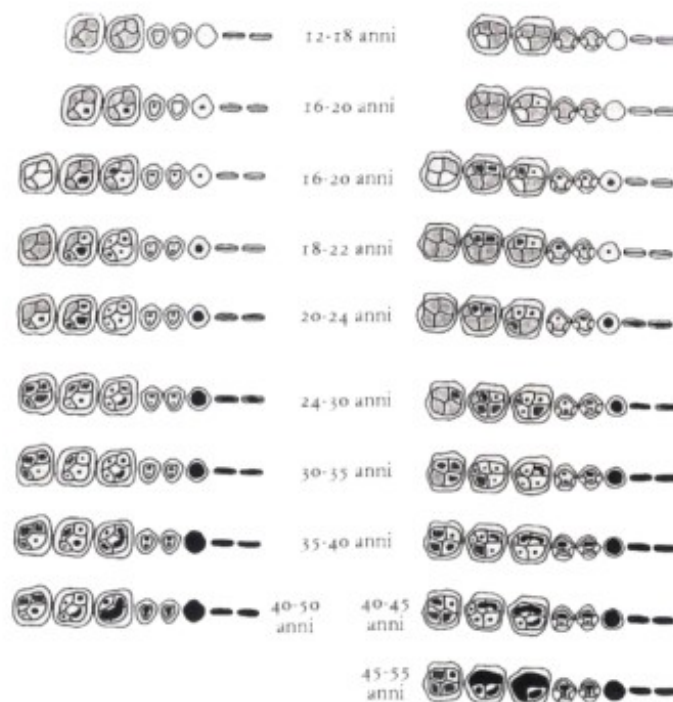 12-18 anni
16-20 anni
16-20 anni
18-22 anni
20-24 anni
24-30 anni
30-35 anni
35-40 anni
40-50
anni
40-45
anni
45-55
anni